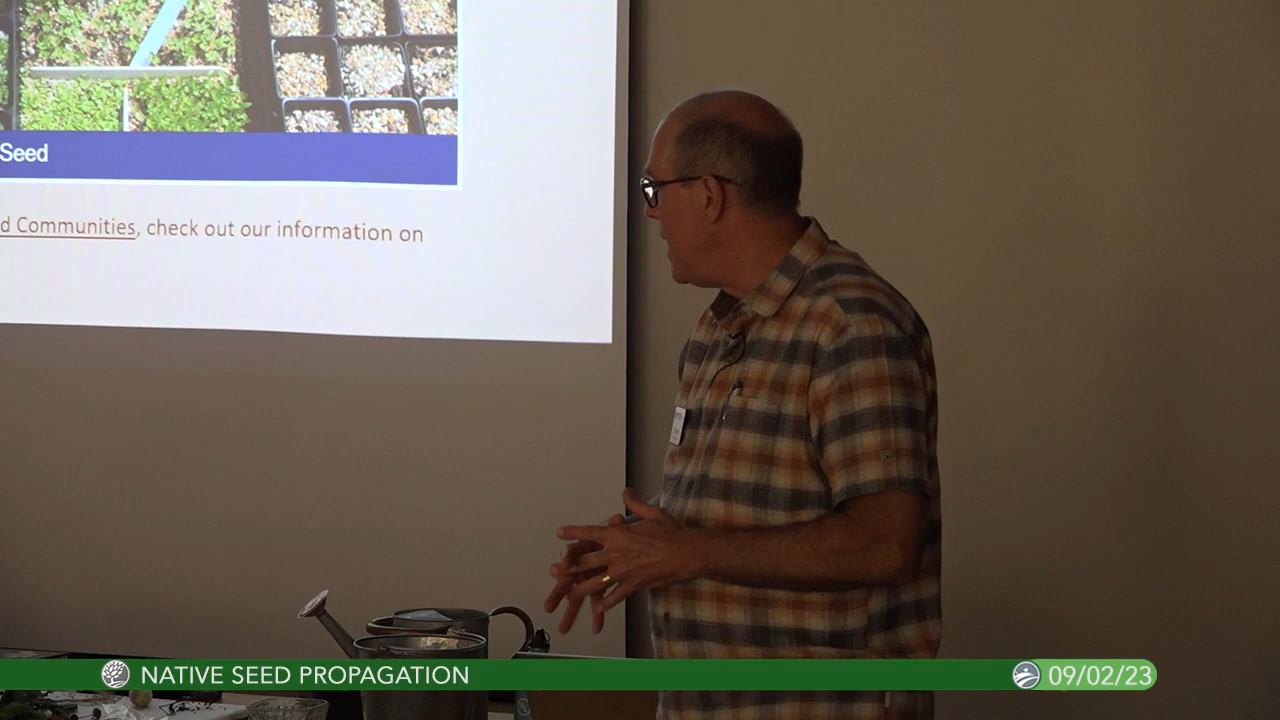 Seed
d Communities, check out our information on
NATIVE SEED PROPAGATION
09/02/23